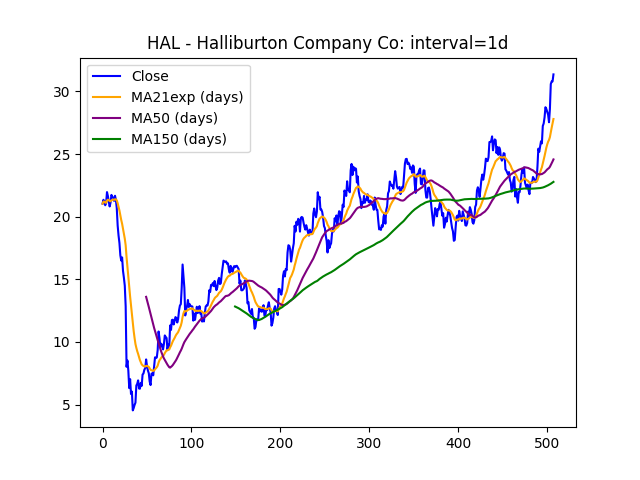 HAL - Halliburton Company Co: interval=1d
Close
MA21exp (days)
MA50 (days)
MA150 (days)
30
25
20
15
10
5
0 100 200 300 400 500